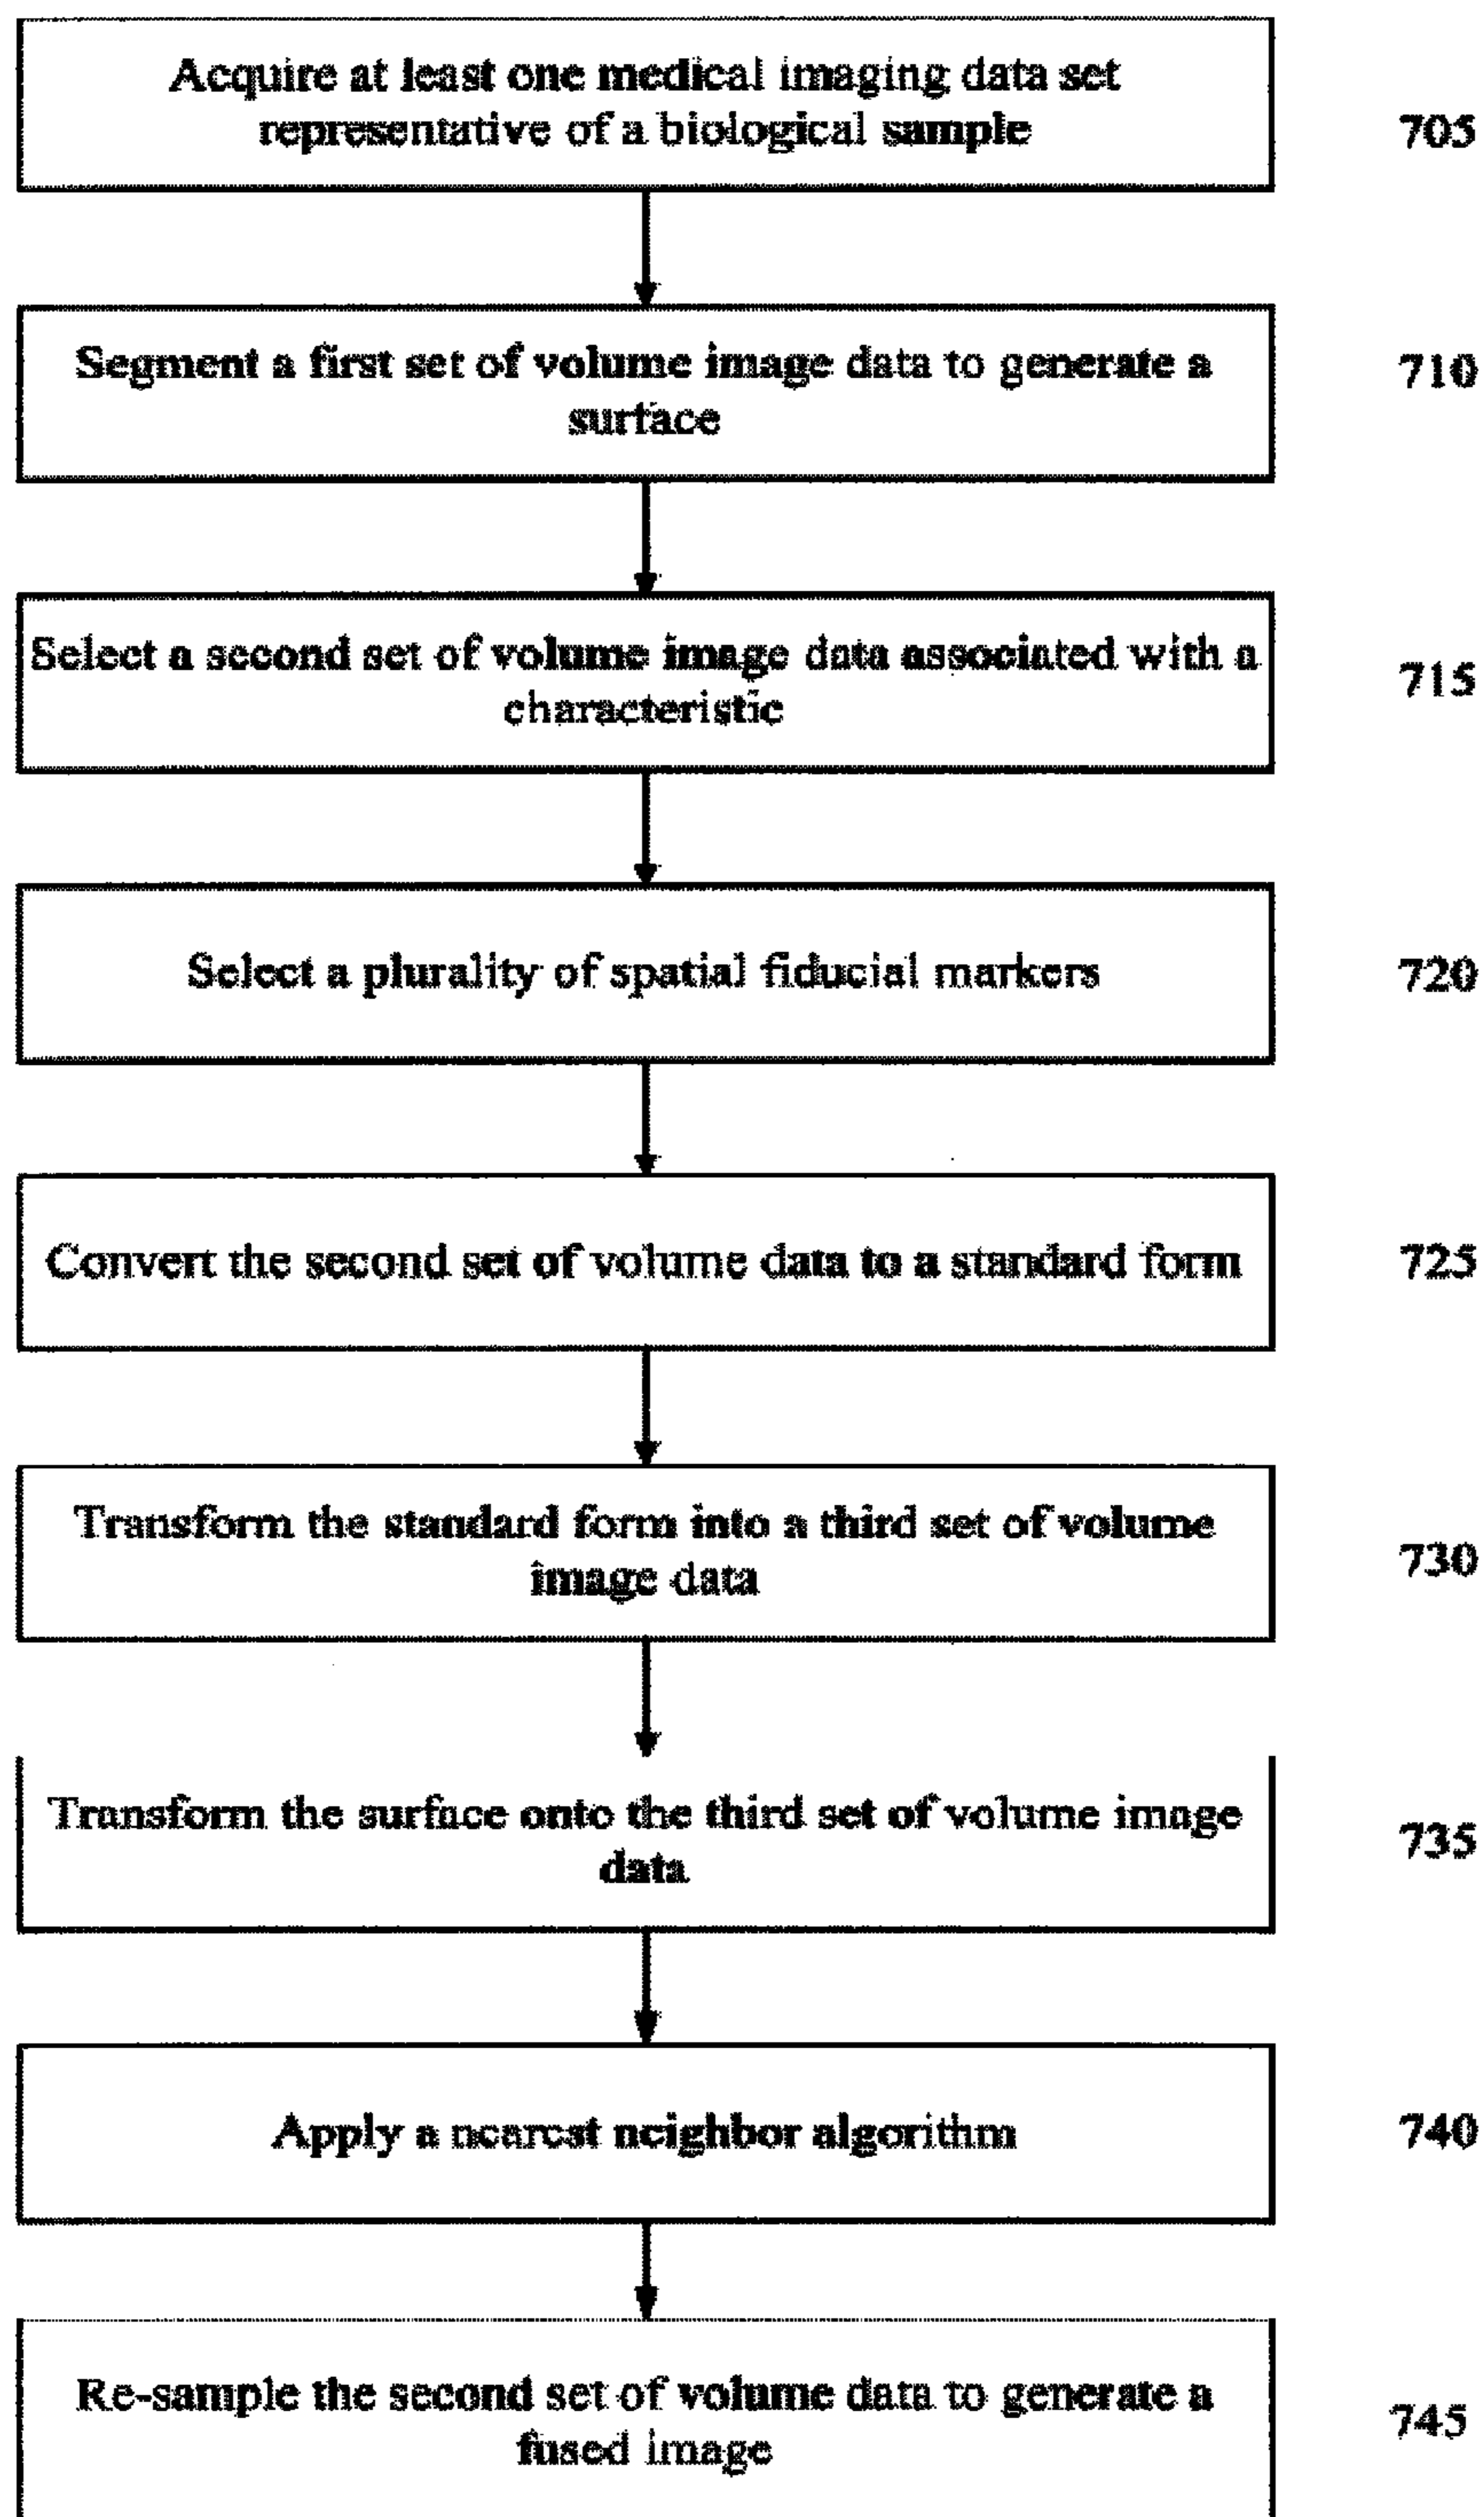 Acquire at least one medical imaging data set
representative of a biological sample
705
Segment a first set of volume image data to generate a
surface
710
Select a second set of volume image data associated with a
characteristic
715
Select a plurality of spatial fiducial markers
720
Convert the second set of volume data to a standard form
725
Transform the standard form into a third set of volume
image data
730
Transform the surface onto the third set of volume image
data
735
Apply a nearest neighbor algorithm
740
Re-sample the second set of volume data to generate a
fused image
745